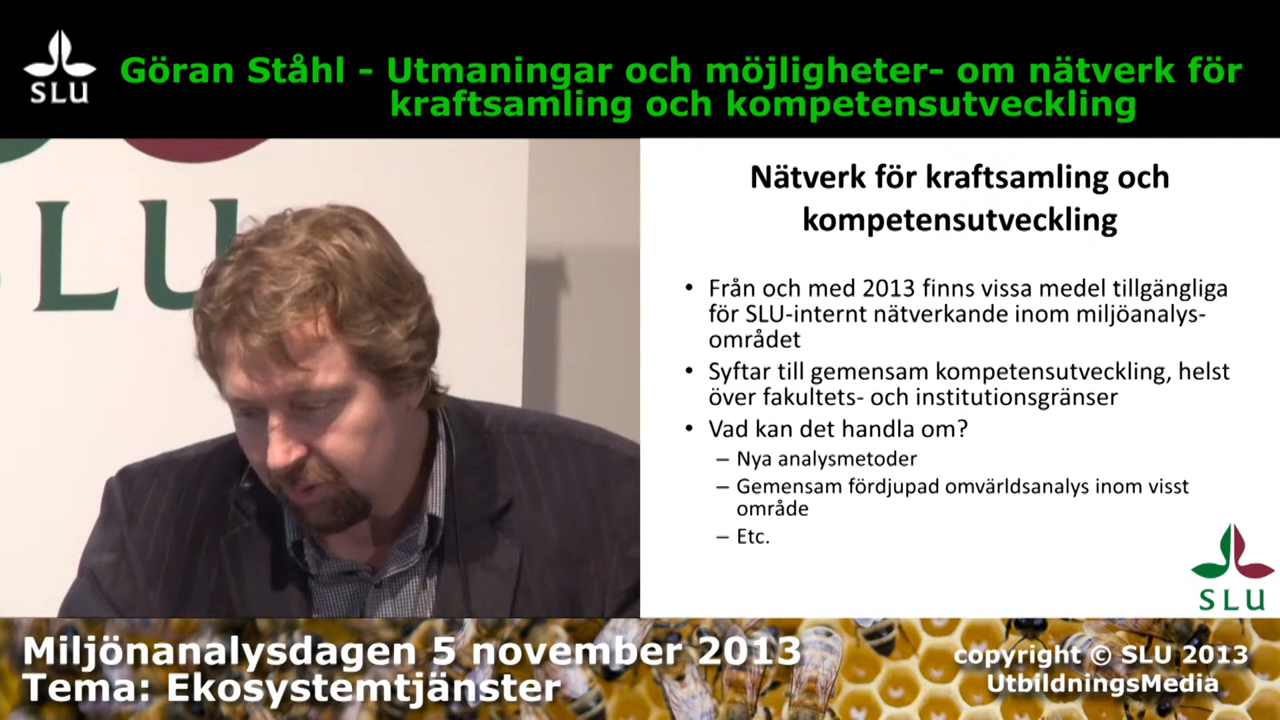 SLU
Göran Ståhl - Utmaningar och möjligheter- om nätverk för
kraftsamling och kompetensutveckling
SLU
Nätverk för kraftsamling och
kompetensutveckling
• Från och med 2013 finns vissa medel tillgängliga
för SLU-internt nätverkande inom miljöanalys-
området
• Syftar till gemensam kompetensutveckling, helst
över fakultets- och institutionsgränser
• Vad kan det handla om?
– Nya analysmetoder
– Gemensam fördjupad omvärldsanalys inom visst
område
– Etc.
SLU
Miljönanalysdagen 5 november 2013
Tema: Ekosystemtjänster
copyright © SLU 2013
UtbildningsMedia